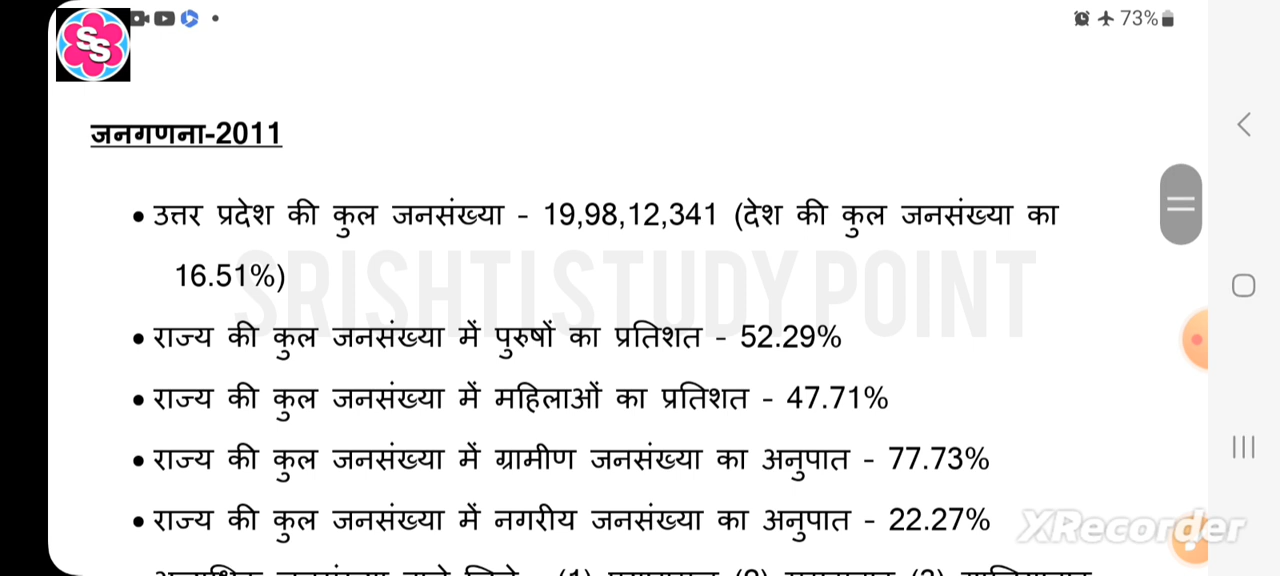 SS
73%
जनगणना-2011
• उत्तर प्रदेश की कुल जनसंख्या - 19,98,12,341 (देश की कुल जनसंख्या का
16.51%)
SRISHTI STUDY POINT
• राज्य की कुल जनसंख्या में पुरुषों का प्रतिशत - 52.29%
• राज्य की कुल जनसंख्या में महिलाओं का प्रतिशत - 47.71%
• राज्य की कुल जनसंख्या में ग्रामीण जनसंख्या का अनुपात - 77.73%
• राज्य की कुल जनसंख्या में नगरीय जनसंख्या का अनुपात - 22.27%
XRecorder